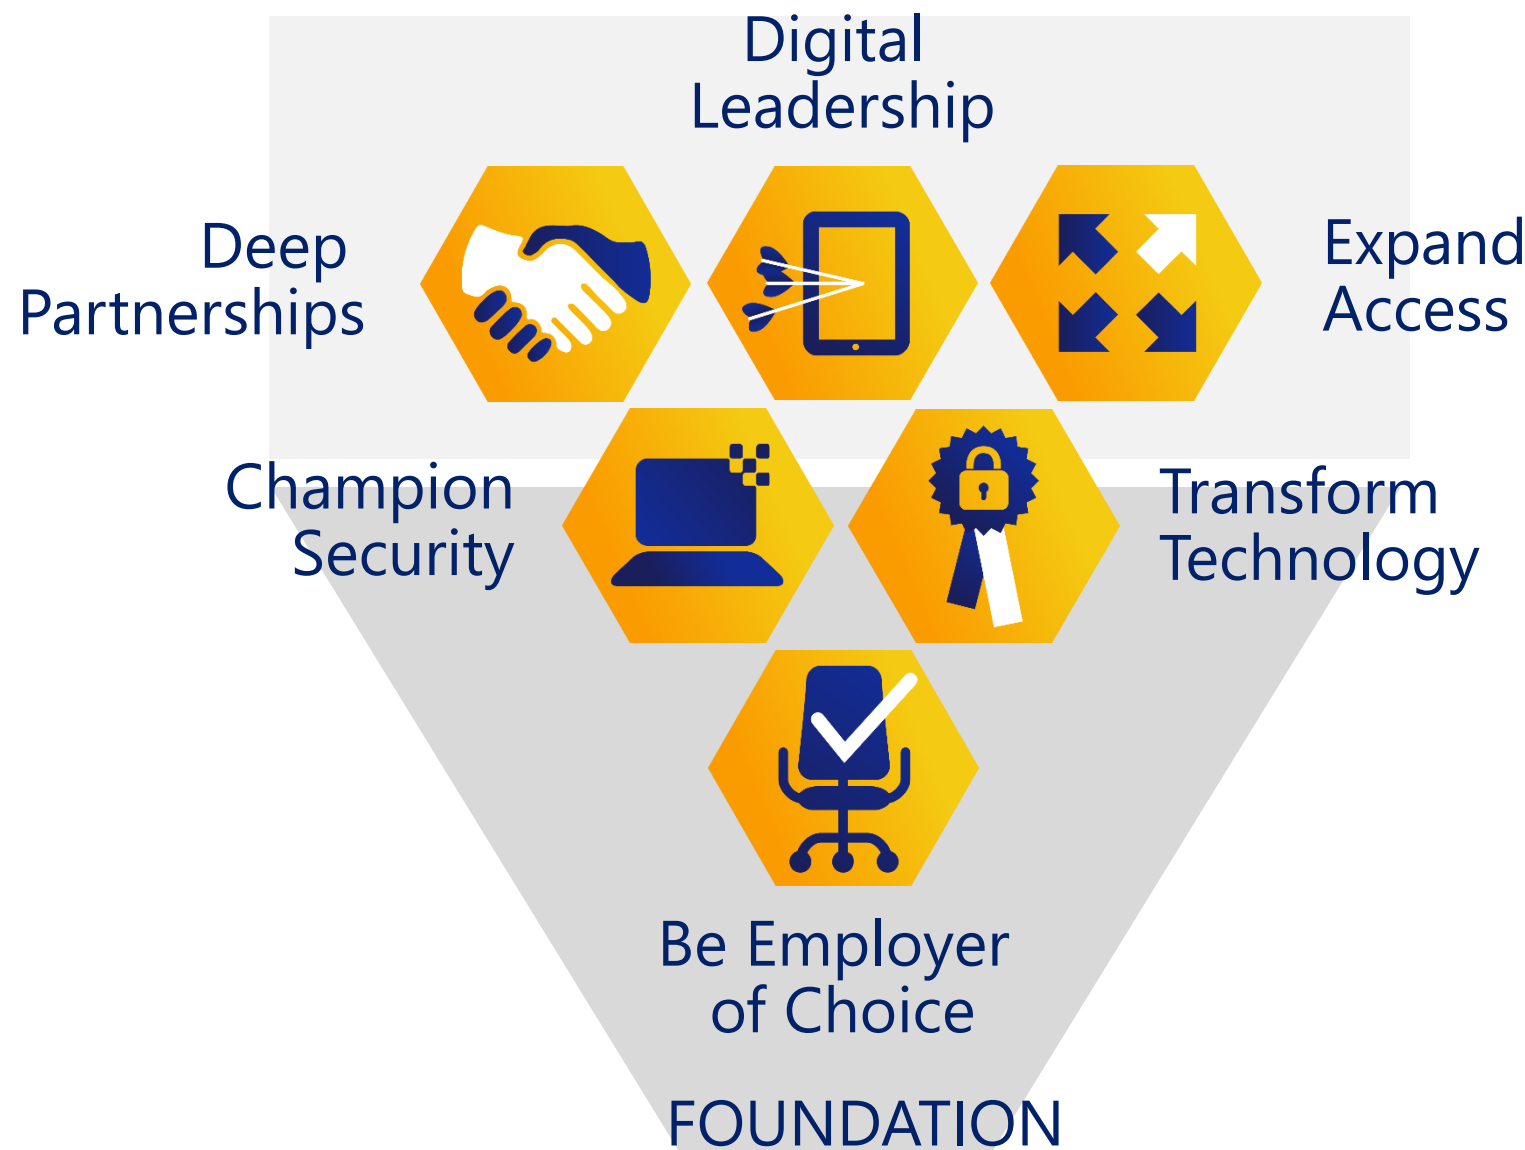 Digital
Leadership
Deep
Partnerships
Expand
Access
Champion
Security
Transform
Technology
Be Employer
of Choice
FOUNDATION